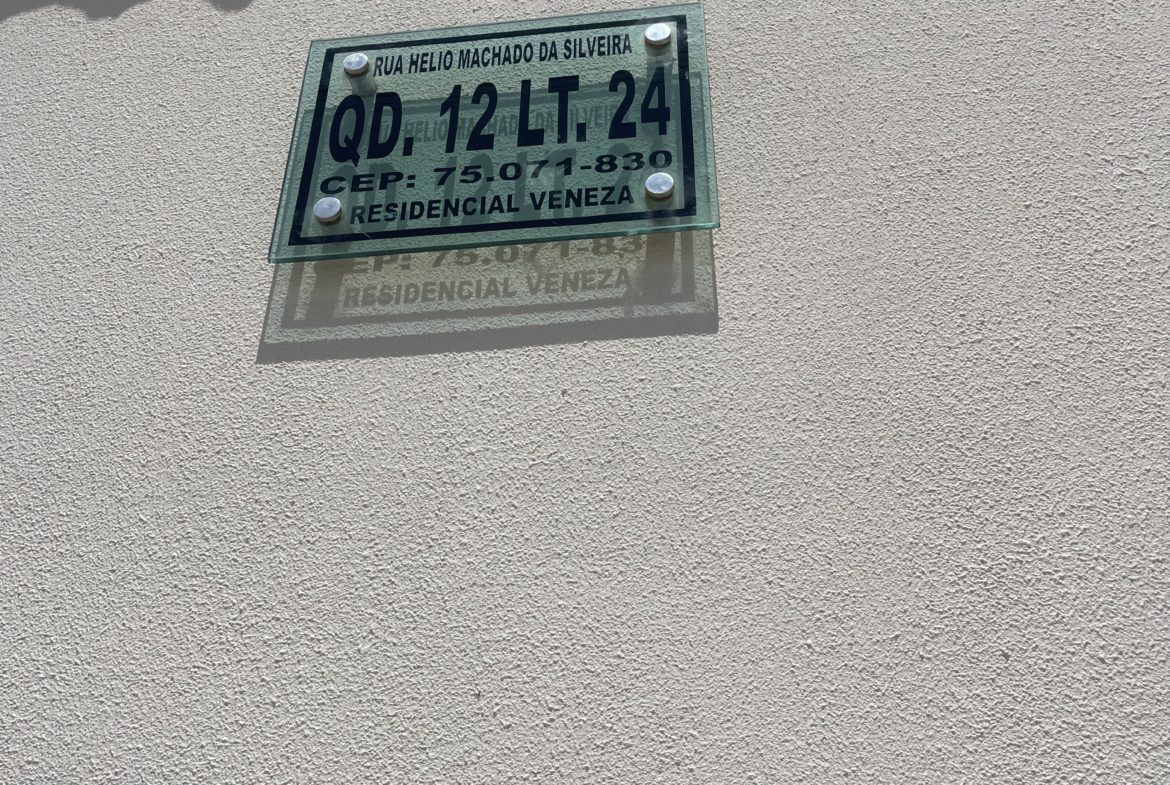 RUA HELIO MACHADO DA SILVEIRA
QD. 12 LT. 24
CEP: 75.071-830
RESIDENCIAL VENEZA